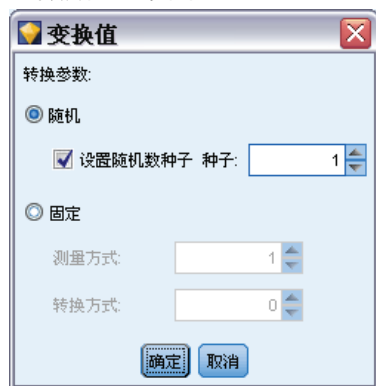 变换值
转换参数:
随机
设置随机数种子 种子: 1
固定
测量方式: 1
转换方式: 0
确定 取消